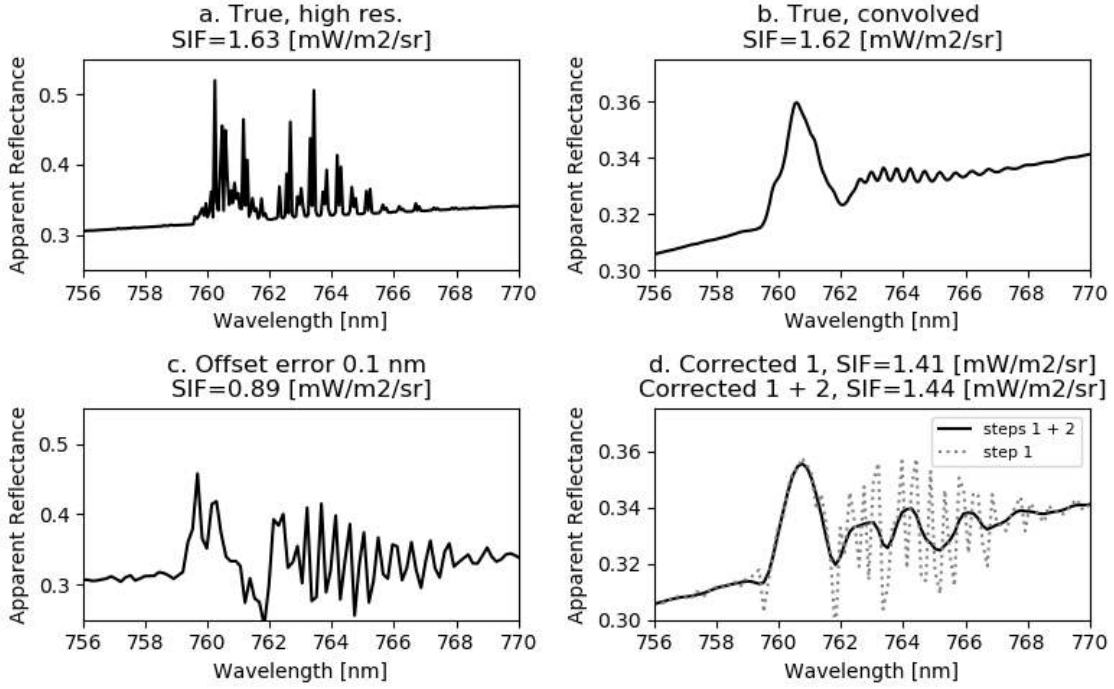 a. True, high res.
SIF=1.63 [mW/m2/sr]
Apparent Reflectance
0.5
0.4
0.3
756 758 760 762 764 766 768 770
Wavelength [nm]
b. True, convolved
SIF=1.62 [mW/m2/sr]
Apparent Reflectance
0.36
0.34
0.32
0.30
756 758 760 762 764 766 768 770
Wavelength [nm]
c. Offset error 0.1 nm
SIF=0.89 [mW/m2/sr]
Apparent Reflectance
0.5
0.4
0.3
756 758 760 762 764 766 768 770
Wavelength [nm]
d. Corrected 1, SIF=1.41 [mW/m2/sr]
Corrected 1 + 2, SIF=1.44 [mW/m2/sr]
Apparent Reflectance
0.36
0.34
0.32
0.30
steps 1 + 2
step 1
756 758 760 762 764 766 768 770
Wavelength [nm]